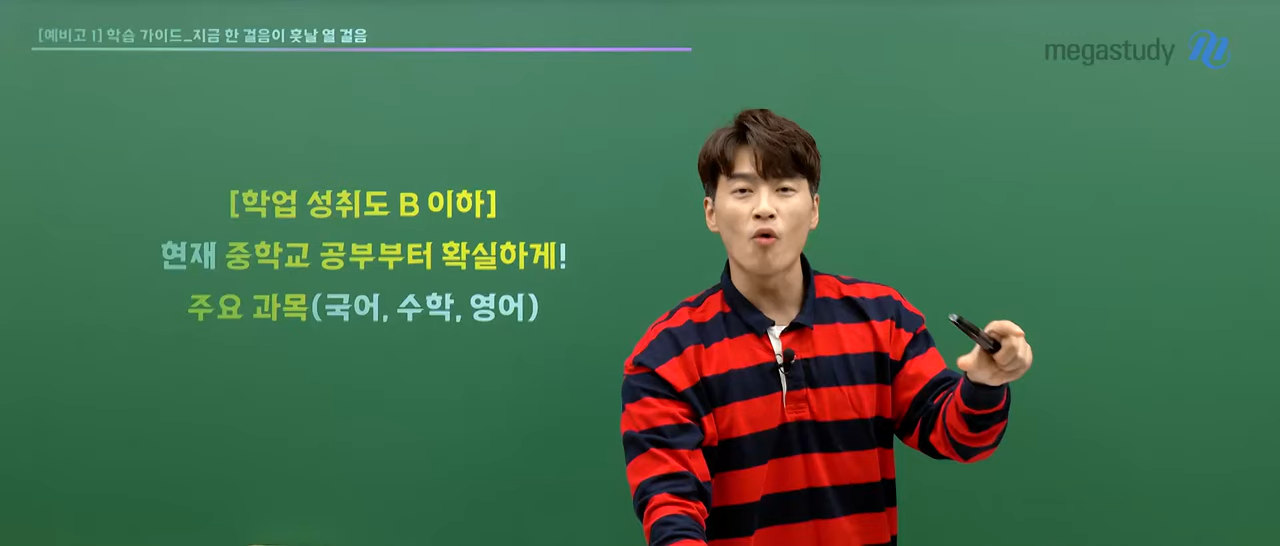 [예비고 1] 학습 가이드_지금 한 걸음이 훗날 열 걸음
megastudy
[학업 성취도 B 이하]
현재 중학교 공부부터 확실하게!
주요 과목(국어, 수학, 영어)